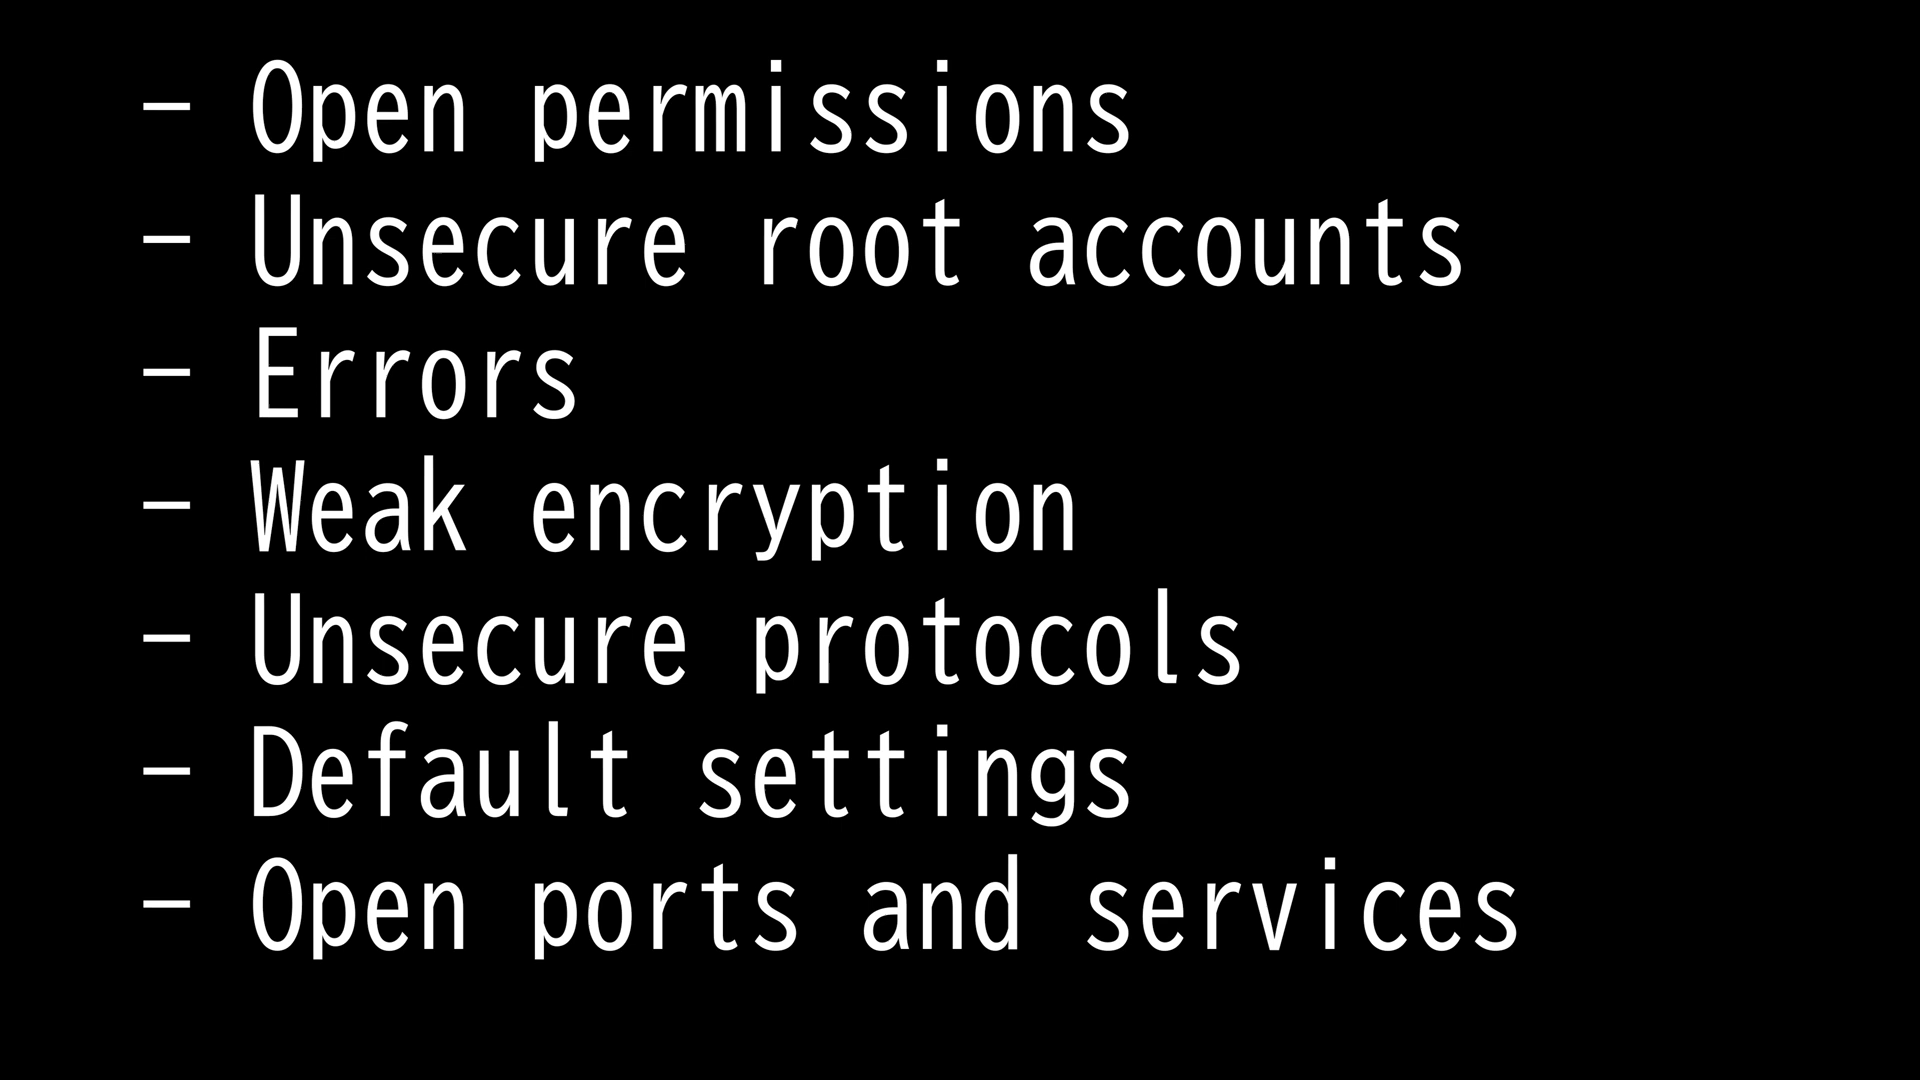 - Open permissions
- Unsecure root accounts
- Errors
- Weak encryption
- Unsecure protocols
- Default settings
- Open ports and services